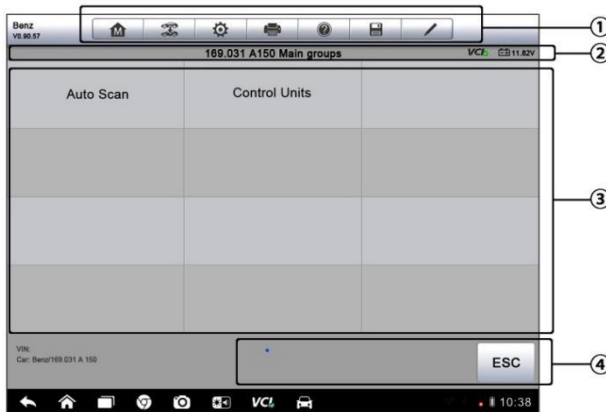 Benz
V0.90.57
M
①
169.031 A150 Main groups
VCI 11.82V
②
Auto Scan Control Units
③
VIN:
Car: Benz/169.031 A 150
ESC
④
VCI 10:38